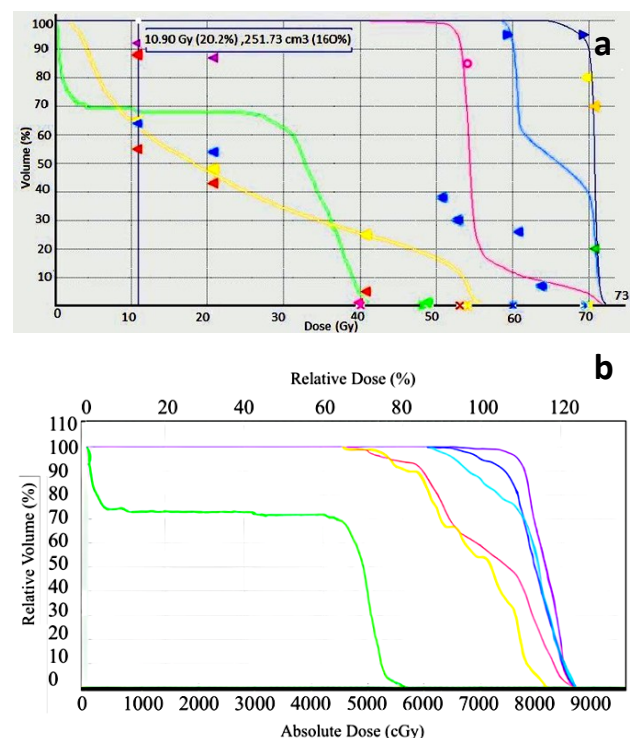 a
10.90 Gy (20.2%) ,251.73 cm3 (16O%)
100
90
80
70
60
50
40
30
20
10
Volume (%)
0 10 20 30 40 50 60 70 73
Dose (Gy)
b
Relative Dose (%)
0 20 40 60 80 100 120
110
100
90
80
70
60
50
40
30
20
10
0
Relative Volume (%)
0 1000 2000 3000 4000 5000 6000 7000 8000 9000
Absolute Dose (cGy)